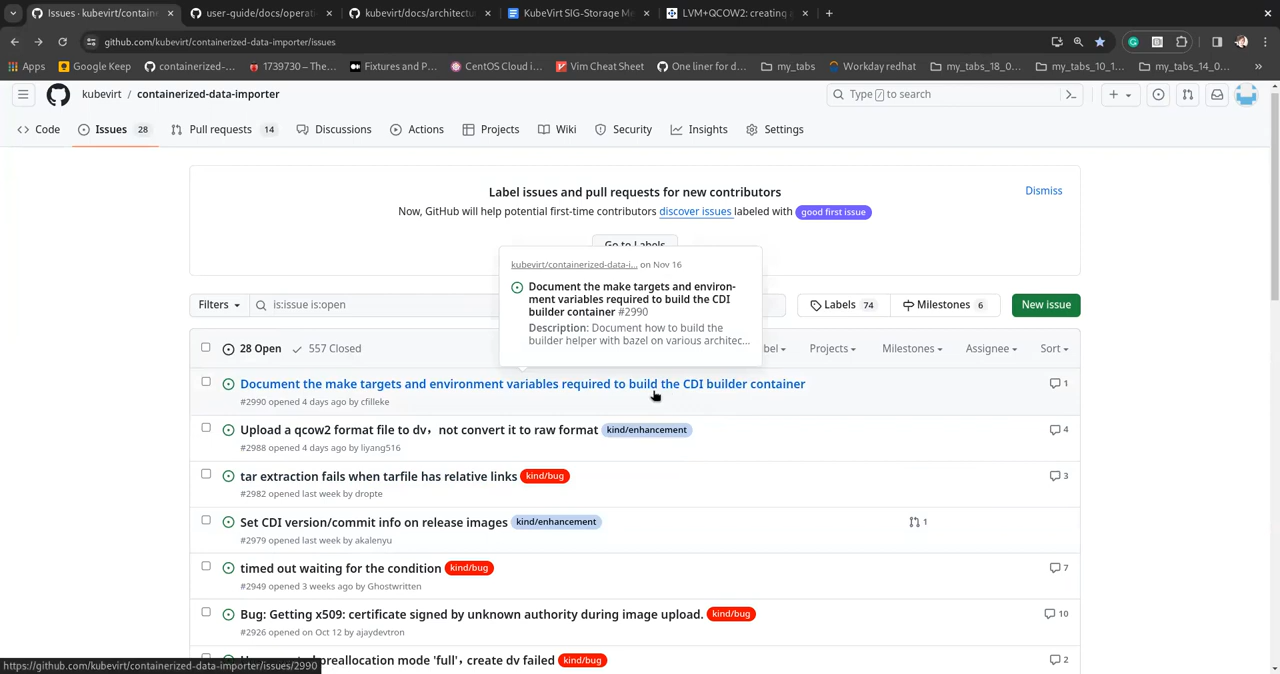 Issues · kubevirt/contain
user-guide/docs/operati
kubevirt/docs/architectu
KubeVirt SIG-Storage Me
LVM+QCOW2: creating a
github.com/kubevirt/containerized-data-importer/issues
Apps
Google Keep
containerized-...
1739730 – The...
Fixtures and P...
CentOS Cloud i...
Vim Cheat Sheet
One liner for d...
my_tabs
Workday redhat
my_tabs_18_0...
my_tabs_10_1...
my_tabs_14_0...
»
kubevirt / containerized-data-importer
Type / to search
Code
Issues 28
Pull requests 14
Discussions
Actions
Projects
Wiki
Security
Insights
Settings
Label issues and pull requests for new contributors
Dismiss
Now, GitHub will help potential first-time contributors discover issues labeled with good first issue
Go to Labels
kubevirt/containerized-data-i... on Nov 16
Document the make targets and environ-
ment variables required to build the CDI
builder container #2990
Description: Document how to build the
builder helper with bazel on various architec...
Filters
is:issue is:open
Labels 74
Milestones 6
New issue
28 Open
557 Closed
bel
Projects
Milestones
Assignee
Sort
Document the make targets and environment variables required to build the CDI builder container
1
#2990 opened 4 days ago by cfilleke
Upload a qcow2 format file to dv，not convert it to raw format kind/enhancement
4
#2988 opened 4 days ago by liyang516
tar extraction fails when tarfile has relative links kind/bug
3
#2982 opened last week by dropte
Set CDI version/commit info on release images kind/enhancement
1
#2979 opened last week by akalenyu
timed out waiting for the condition kind/bug
7
#2949 opened 3 weeks ago by Ghostwritten
Bug: Getting x509: certificate signed by unknown authority during image upload. kind/bug
10
#2926 opened on Oct 12 by ajaydevtron
preallocation mode 'full'，create dv failed kind/bug
2
https://github.com/kubevirt/containerized-data-importer/issues/2990